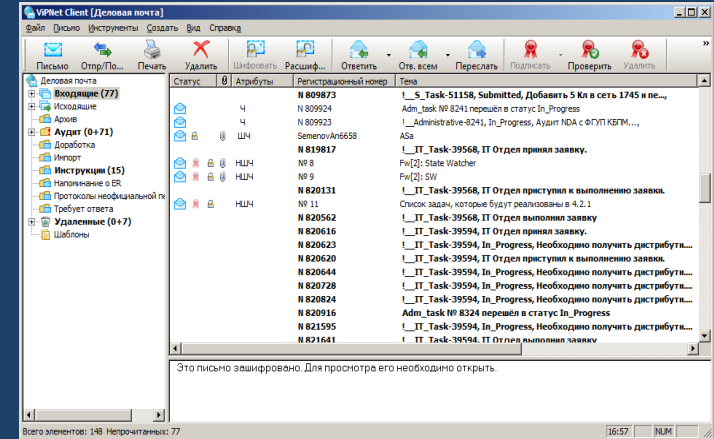 ViPNet Client [Деловая почта]
Файл Письмо Инструменты Создать Вид Справка
Письмо Отпр/По... Печать Удалить Шифровать Расшиф... Ответить Отв. всем Переслать Подписать Проверить Удалить »
Деловая почта
Входящие (77)
Исходящие
Архив
Аудит (0+71)
Доработка
Импорт
Инструкции (15)
Напоминание о ER
Протоколы неофициальной пе
Требует ответа
Удаленные (0+7)
Шаблоны
Статус Атрибуты Регистрационный номер Тема
N 809873 !__S_Task-51158, Submitted, Добавить 5 Кл в сеть 1745 и пе...,
Ч N 809924 Adm_task № 8241 перешёл в статус In_Progress
Ч N 809923 !__Administrative-8241, In_Progress, Аудит NDA с ФГУП КБПМ...,
ШЧ SemenovAn6658 ASa
N 819817 !__IT_Task-39568, IT Отдел принял заявку.
НШЧ № 8 Fw[2]: State Watcher
НШЧ № 9 Fw[2]: SW
N 820131 !__IT_Task-39568, IT Отдел приступил к выполнению заявки.
НШЧ № 11 Список задач, которые будут реализованы в 4.2.1
N 820562 !__IT_Task-39568, IT Отдел выполнил заявку
N 820616 !__IT_Task-39594, IT Отдел принял заявку.
N 820623 !__IT_Task-39594, In_Progress, Необходимо получить дистрибути....
N 820620 !__IT_Task-39594, IT Отдел приступил к выполнению заявки.
N 820644 !__IT_Task-39594, In_Progress, Необходимо получить дистрибути....
N 820728 !__IT_Task-39594, In_Progress, Необходимо получить дистрибути....
N 820824 !__IT_Task-39594, In_Progress, Необходимо получить дистрибути....
N 820916 Adm_task № 8324 перешёл в статус In_Progress
N 821595 !__IT_Task-39594, In_Progress, Необходимо получить дистрибути....
N 821641 !__IT_Task-39594, IT Отдел выполнил заявку
Это письмо зашифровано. Для просмотра его необходимо открыть.
Всего элементов: 148 Непрочитанных: 77 16:57 NUM